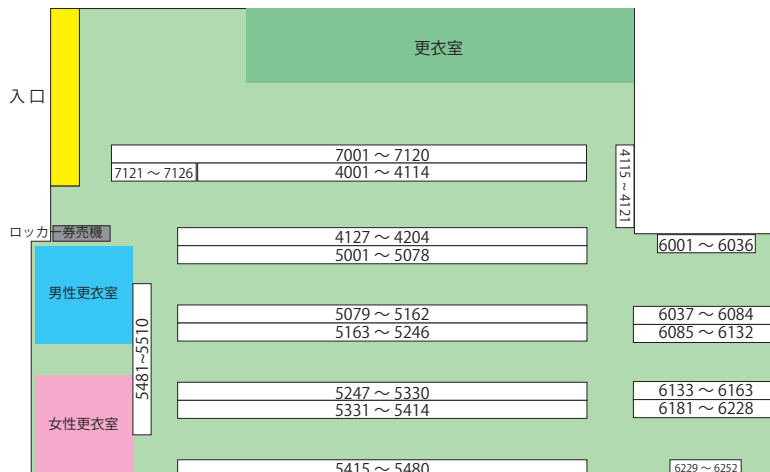 更衣室
入口
7001 ～ 7120
7121 ～ 7126
4001 ～ 4114
4115 ~ 4121
ロッカー券売機
4127 ～ 4204
5001 ～ 5078
6001 ～ 6036
男性更衣室
5481~5510
5079 ～ 5162
5163 ～ 5246
6037 ～ 6084
6085 ～ 6132
女性更衣室
5247 ～ 5330
5331 ～ 5414
6133 ～ 6163
6181 ～ 6228
5415 ～ 5480
6229 ～ 6252